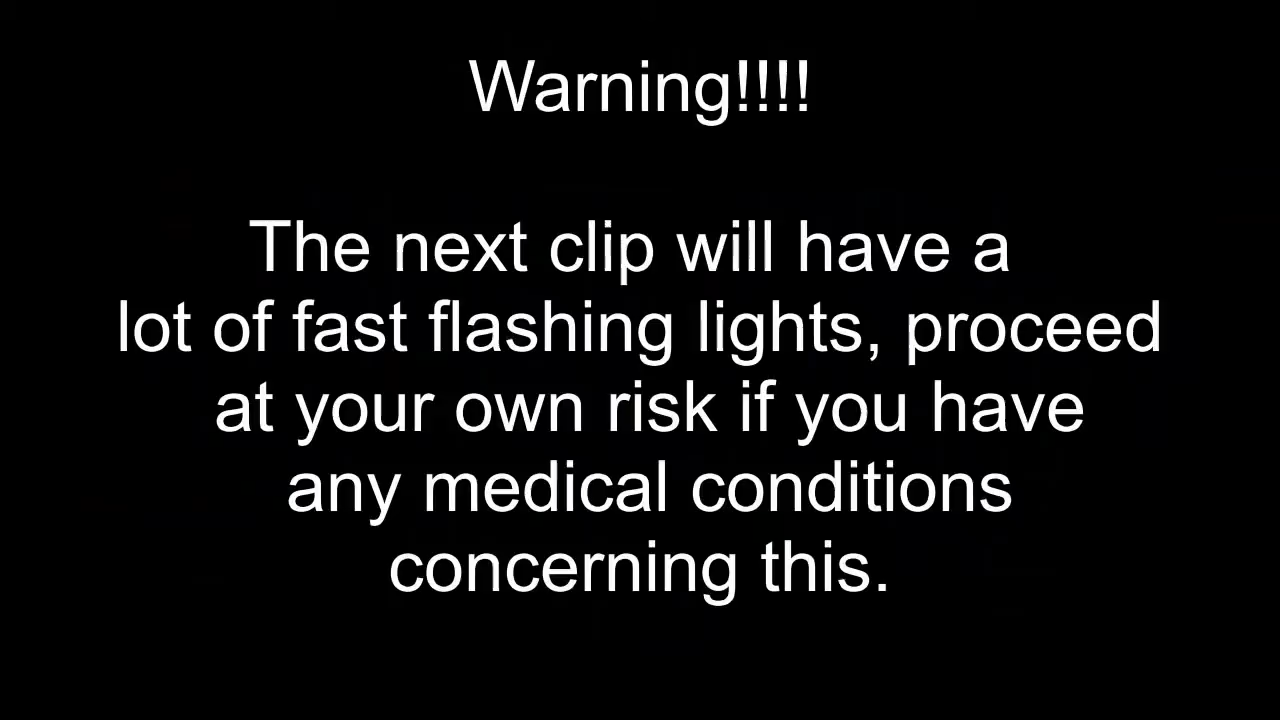 Warning!!!!
The next clip will have a
lot of fast flashing lights, proceed
at your own risk if you have
any medical conditions
concerning this.